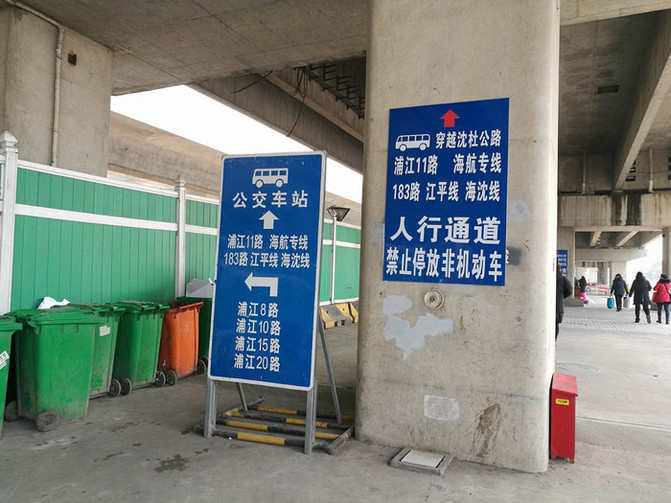 公交车站
浦江11路 海航专线
183路 江平线 海沈线
浦江8路
浦江10路
浦江15路
浦江20路
穿越沈杜公路
浦江11路 海航专线
183路 江平线 海沈线
人行通道
禁止停放非机动车